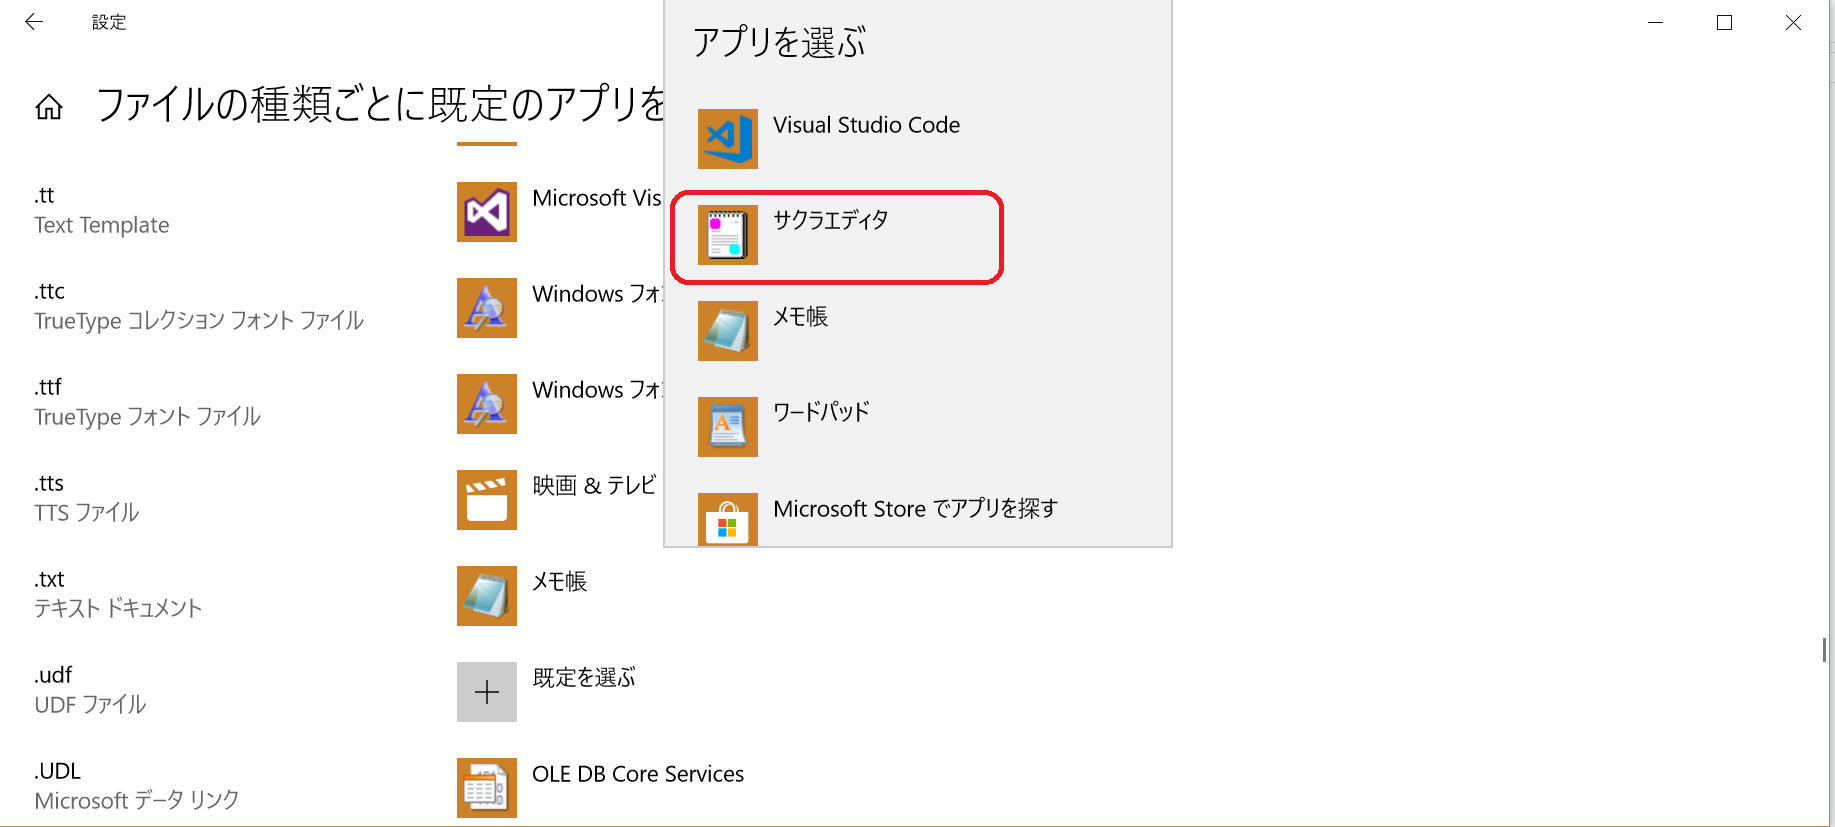 設定
ファイルの種類ごとに既定のアプリを
.tt
Text Template
Microsoft Vis
.ttc
TrueType コレクション フォント ファイル
Windows フォン
.ttf
TrueType フォント ファイル
Windows フォン
.tts
TTS ファイル
映画 & テレビ
.txt
テキスト ドキュメント
メモ帳
.udf
UDF ファイル
既定を選ぶ
.UDL
Microsoft データ リンク
OLE DB Core Services
アプリを選ぶ
Visual Studio Code
サクラエディタ
メモ帳
ワードパッド
Microsoft Store でアプリを探す